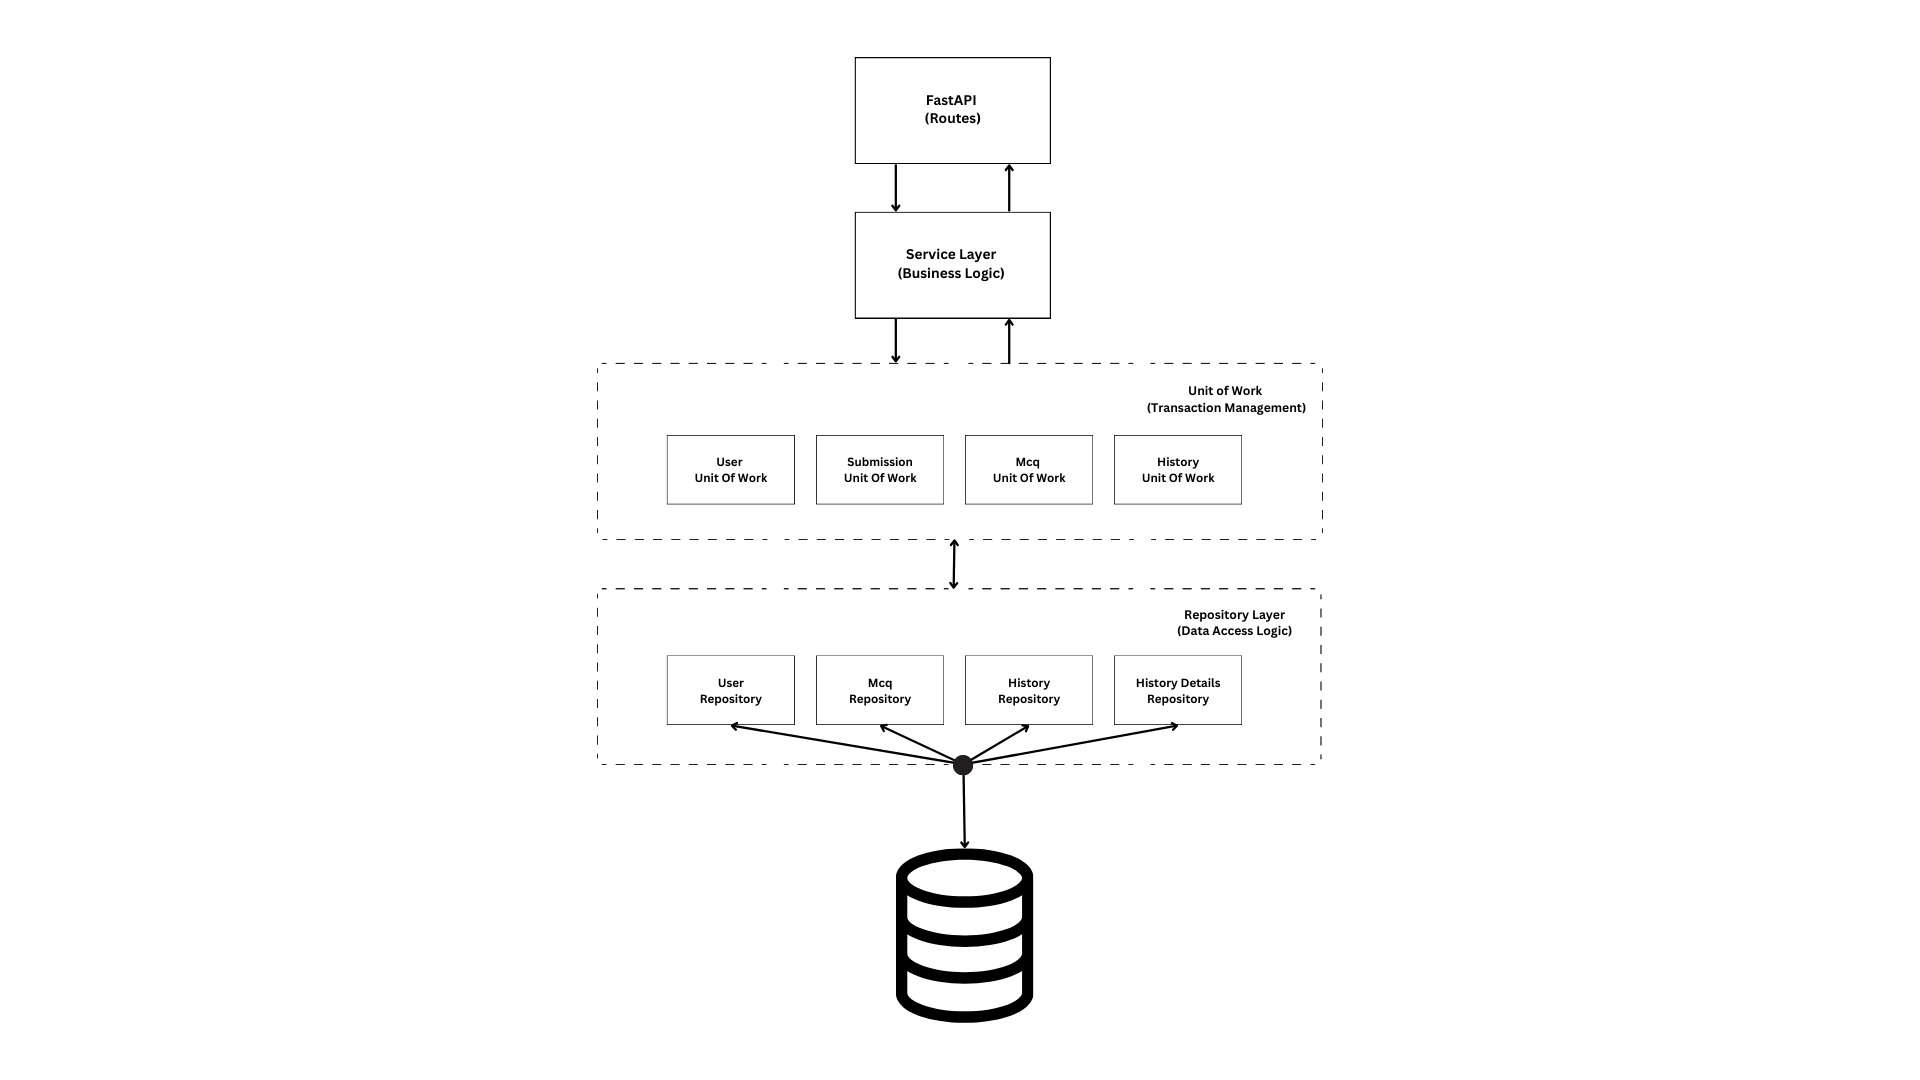 FastAPI
(Routes)
Service Layer
(Business Logic)
Unit of Work
(Transaction Management)
User
Unit Of Work
Submission
Unit Of Work
Mcq
Unit Of Work
History
Unit Of Work
Repository Layer
(Data Access Logic)
User
Repository
Mcq
Repository
History
Repository
History Details
Repository